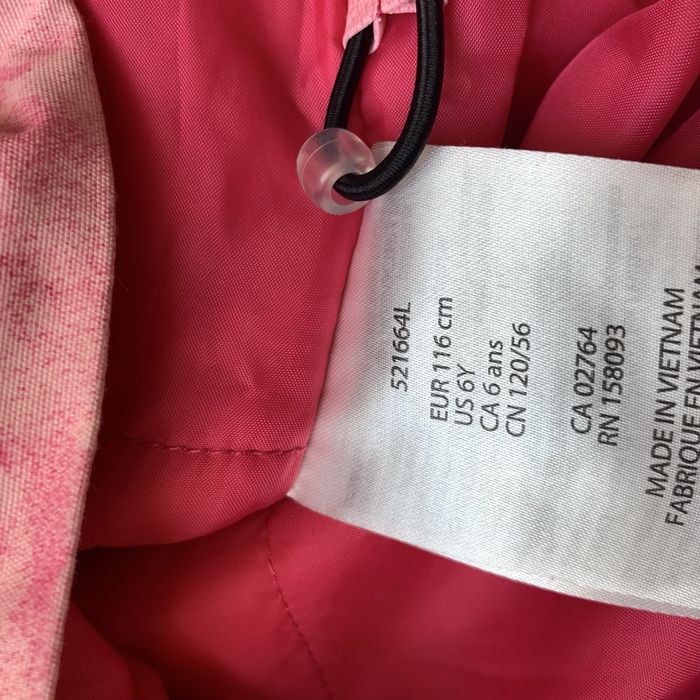 521664L
EUR 116 cm
US 6Y
CA 6 ans
CN 120/56
CA 02764
RN 158093
MADE IN VIETNAM
FABRIQUE EN VIETNAM